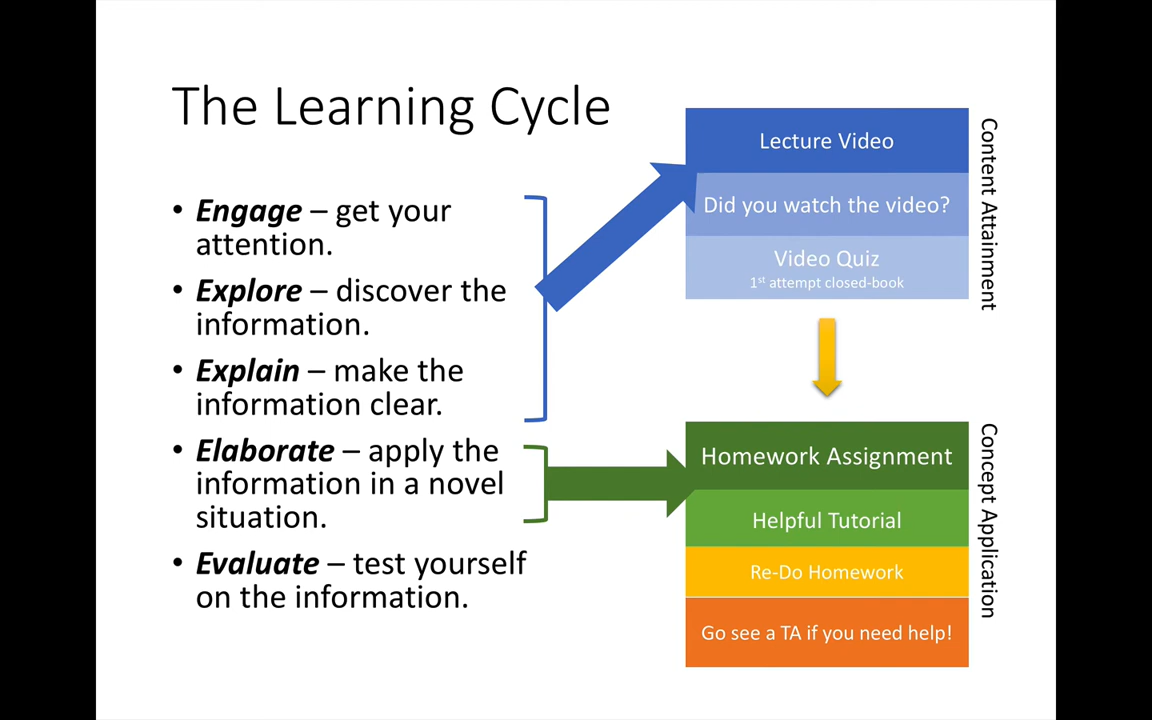 The Learning Cycle
• Engage – get your
attention.
• Explore – discover the
information.
• Explain – make the
information clear.
• Elaborate – apply the
information in a novel
situation.
• Evaluate – test yourself
on the information.
Lecture Video
Did you watch the video?
Video Quiz
1st attempt closed-book
Content Attainment
Homework Assignment
Helpful Tutorial
Re-Do Homework
Go see a TA if you need help!
Concept Application